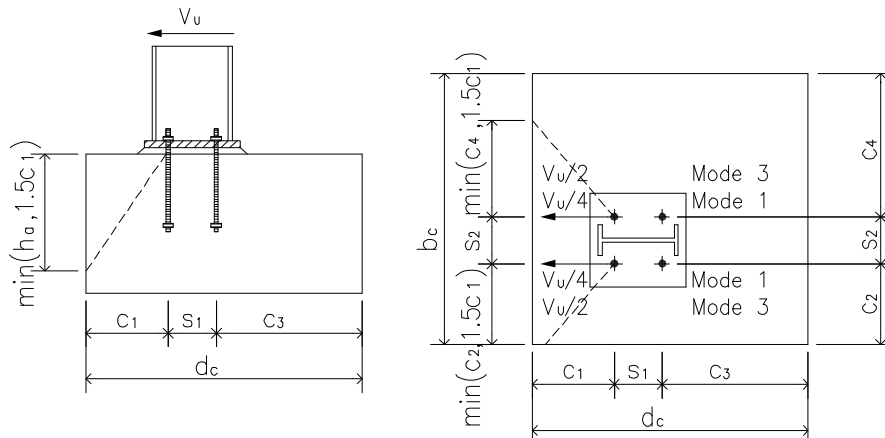 Vu
min(ha,1.5c1)
c1
s1
c3
dc
min(c4,1.5c1)
bc
s2
min(c2,1.5c1)
Vu/2 Mode 3
Vu/4 Mode 1
Vu/4 Mode 1
Vu/2 Mode 3
c4
s2
c2
c1
s1
c3
dc